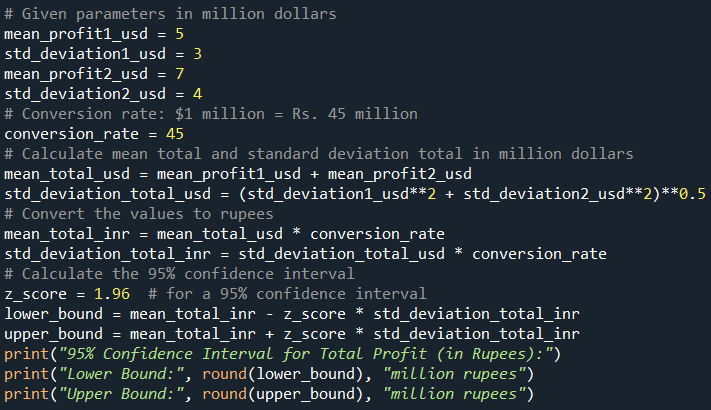 # Given parameters in million dollars
mean_profit1_usd = 5
std_deviation1_usd = 3
mean_profit2_usd = 7
std_deviation2_usd = 4
# Conversion rate: $1 million = Rs. 45 million
conversion_rate = 45
# Calculate mean total and standard deviation total in million dollars
mean_total_usd = mean_profit1_usd + mean_profit2_usd
std_deviation_total_usd = (std_deviation1_usd**2 + std_deviation2_usd**2)**0.5
# Convert the values to rupees
mean_total_inr = mean_total_usd * conversion_rate
std_deviation_total_inr = std_deviation_total_usd * conversion_rate
# Calculate the 95% confidence interval
z_score = 1.96  # for a 95% confidence interval
lower_bound = mean_total_inr - z_score * std_deviation_total_inr
upper_bound = mean_total_inr + z_score * std_deviation_total_inr
print("95% Confidence Interval for Total Profit (in Rupees):")
print("Lower Bound:", round(lower_bound), "million rupees")
print("Upper Bound:", round(upper_bound), "million rupees")